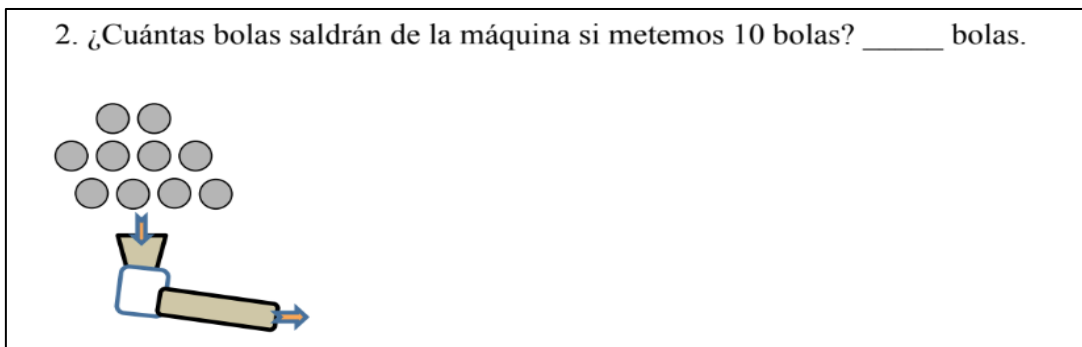 2. ¿Cuántas bolas saldrán de la máquina si metemos 10 bolas? ______ bolas.